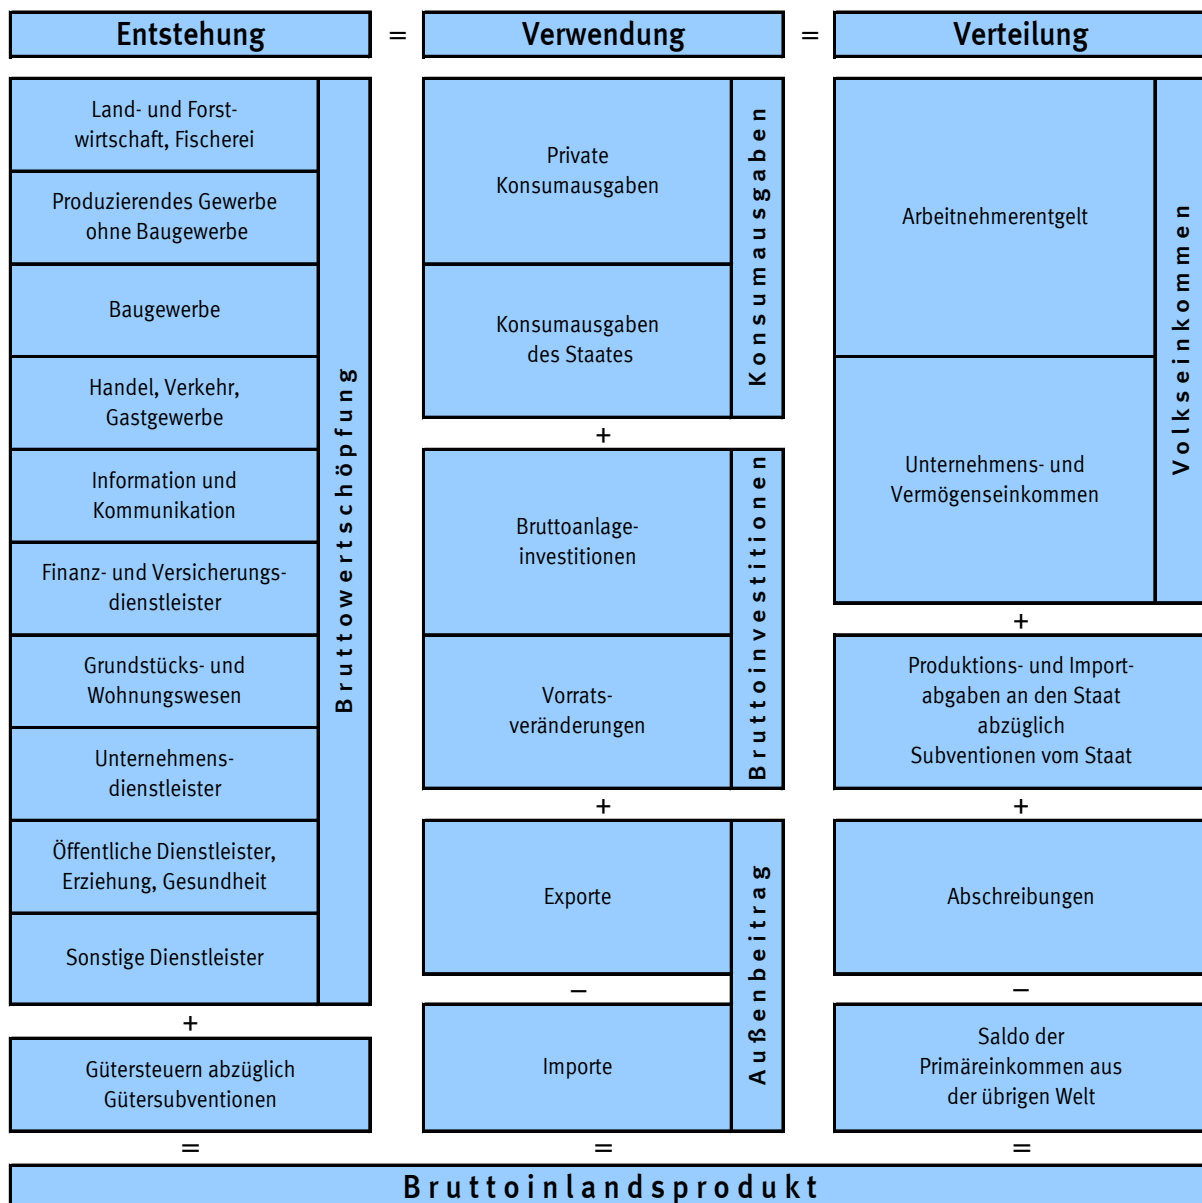 Entstehung = Verwendung = Verteilung
Land- und Forst-
wirtschaft, Fischerei
Produzierendes Gewerbe
ohne Baugewerbe
Baugewerbe
Handel, Verkehr,
Gastgewerbe
Information und
Kommunikation
Finanz- und Versicherungs-
dienstleister
Grundstücks- und
Wohnungswesen
Unternehmens-
dienstleister
Öffentliche Dienstleister,
Erziehung, Gesundheit
Sonstige Dienstleister
Bruttowertschöpfung
+
Gütersteuern abzüglich
Gütersubventionen
=
Private
Konsumausgaben
Konsumausgaben
des Staates
Konsumausgaben
+
Bruttoanlage-
investitionen
Vorrats-
veränderungen
Bruttoinvestitionen
+
Exporte
–
Importe
Außenbeitrag
=
Arbeitnehmerentgelt
Unternehmens- und
Vermögenseinkommen
Volkseinkommen
+
Produktions- und Import-
abgaben an den Staat
abzüglich
Subventionen vom Staat
+
Abschreibungen
–
Saldo der
Primäreinkommen aus
der übrigen Welt
=
Bruttoinlandsprodukt